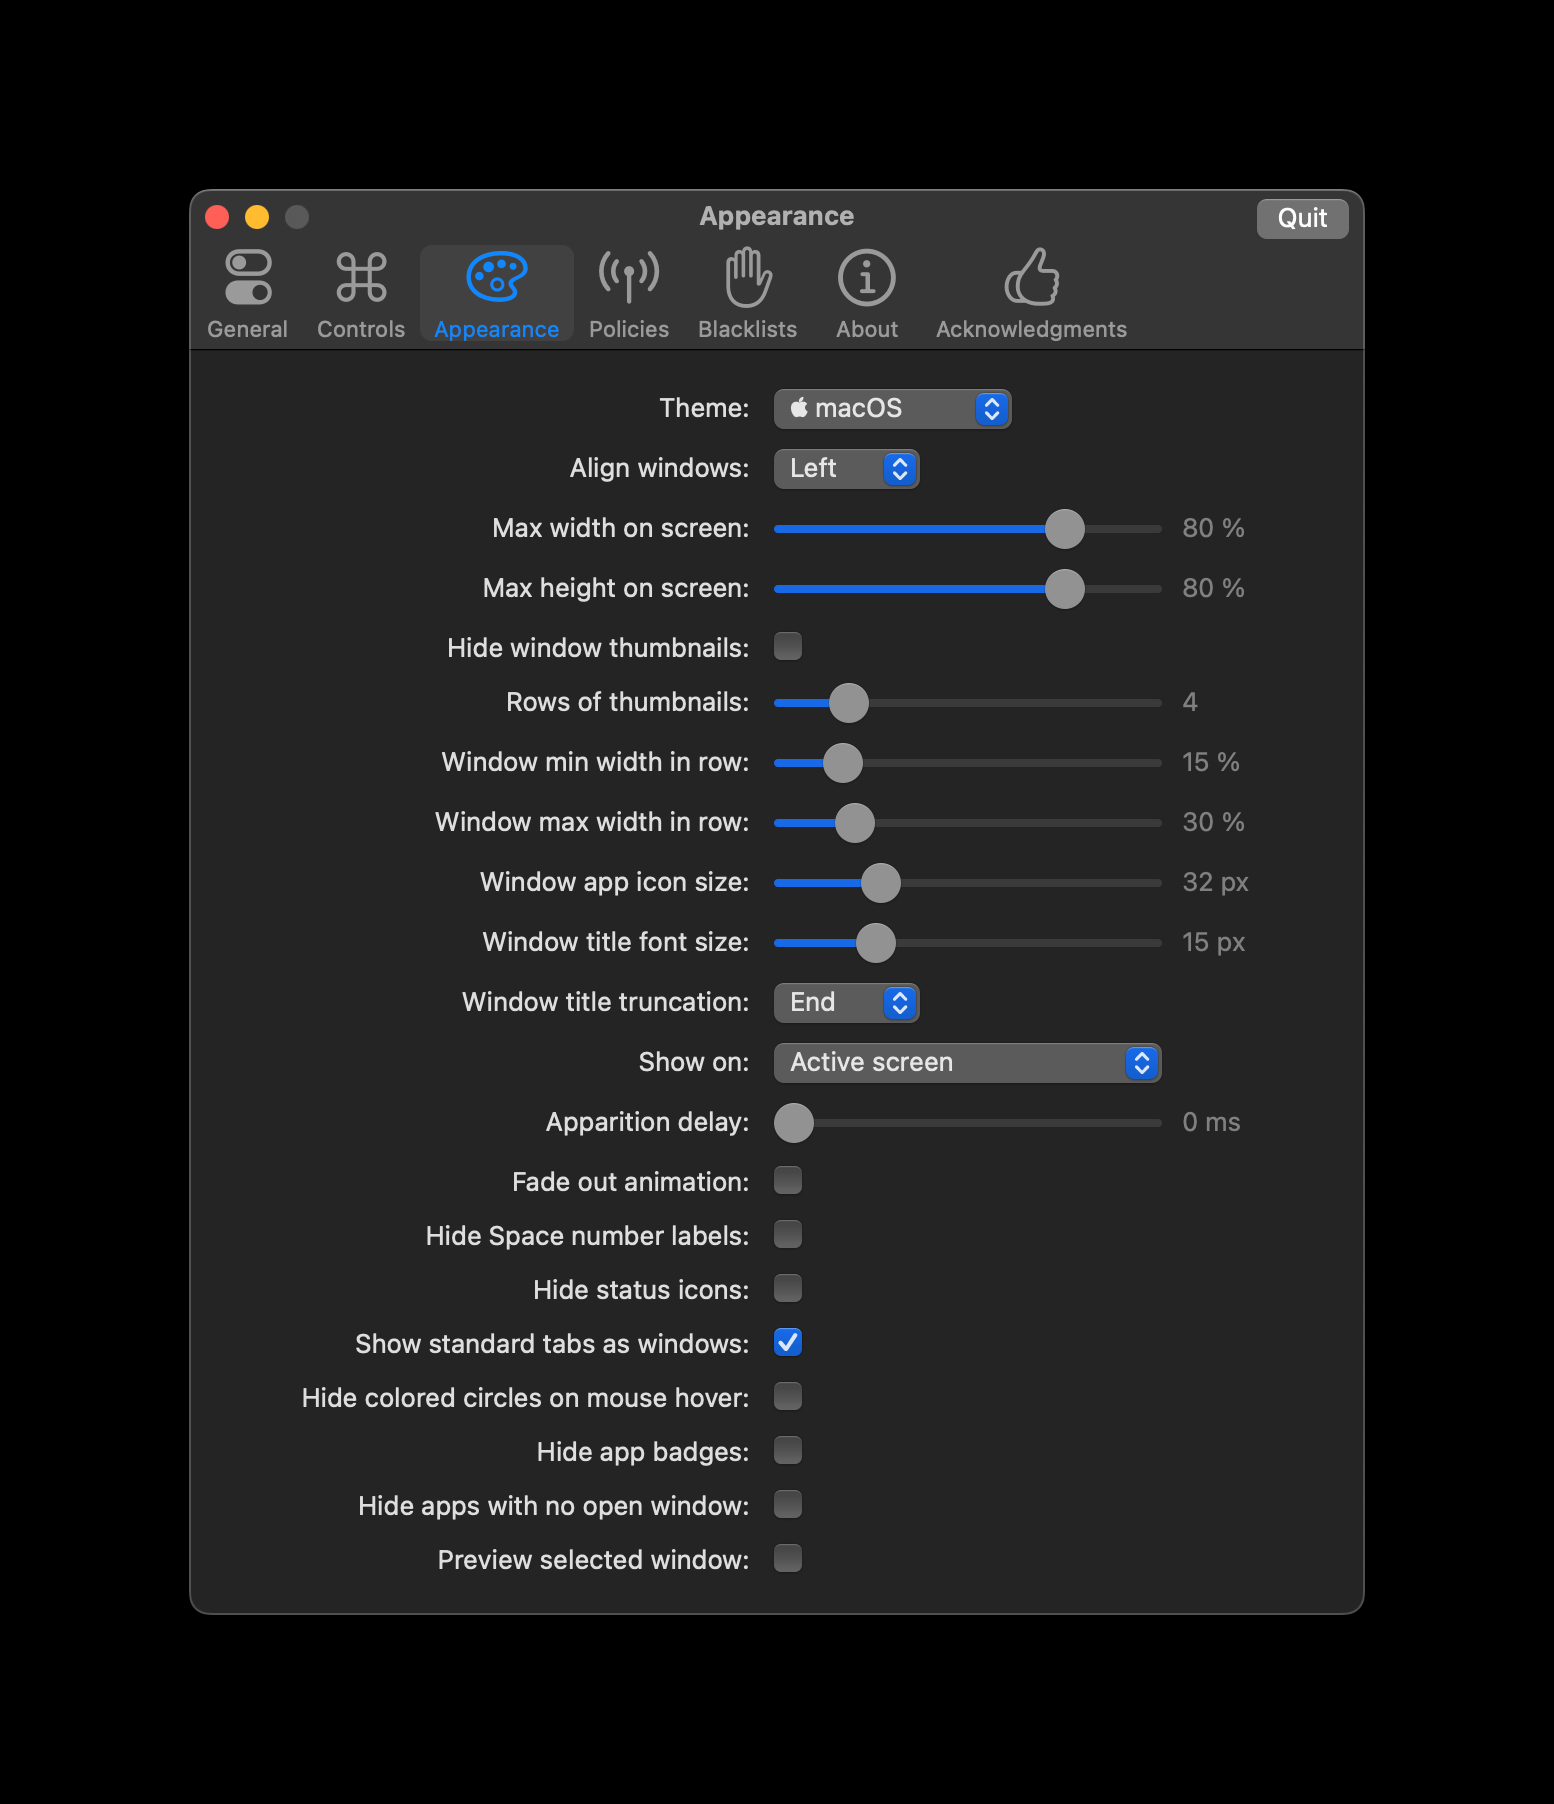 Appearance
Quit
General Controls Appearance Policies Blacklists About Acknowledgments
Theme: macOS
Align windows: Left
Max width on screen: 80 %
Max height on screen: 80 %
Hide window thumbnails:
Rows of thumbnails: 4
Window min width in row: 15 %
Window max width in row: 30 %
Window app icon size: 32 px
Window title font size: 15 px
Window title truncation: End
Show on: Active screen
Apparition delay: 0 ms
Fade out animation:
Hide Space number labels:
Hide status icons:
Show standard tabs as windows:
Hide colored circles on mouse hover:
Hide app badges:
Hide apps with no open window:
Preview selected window: